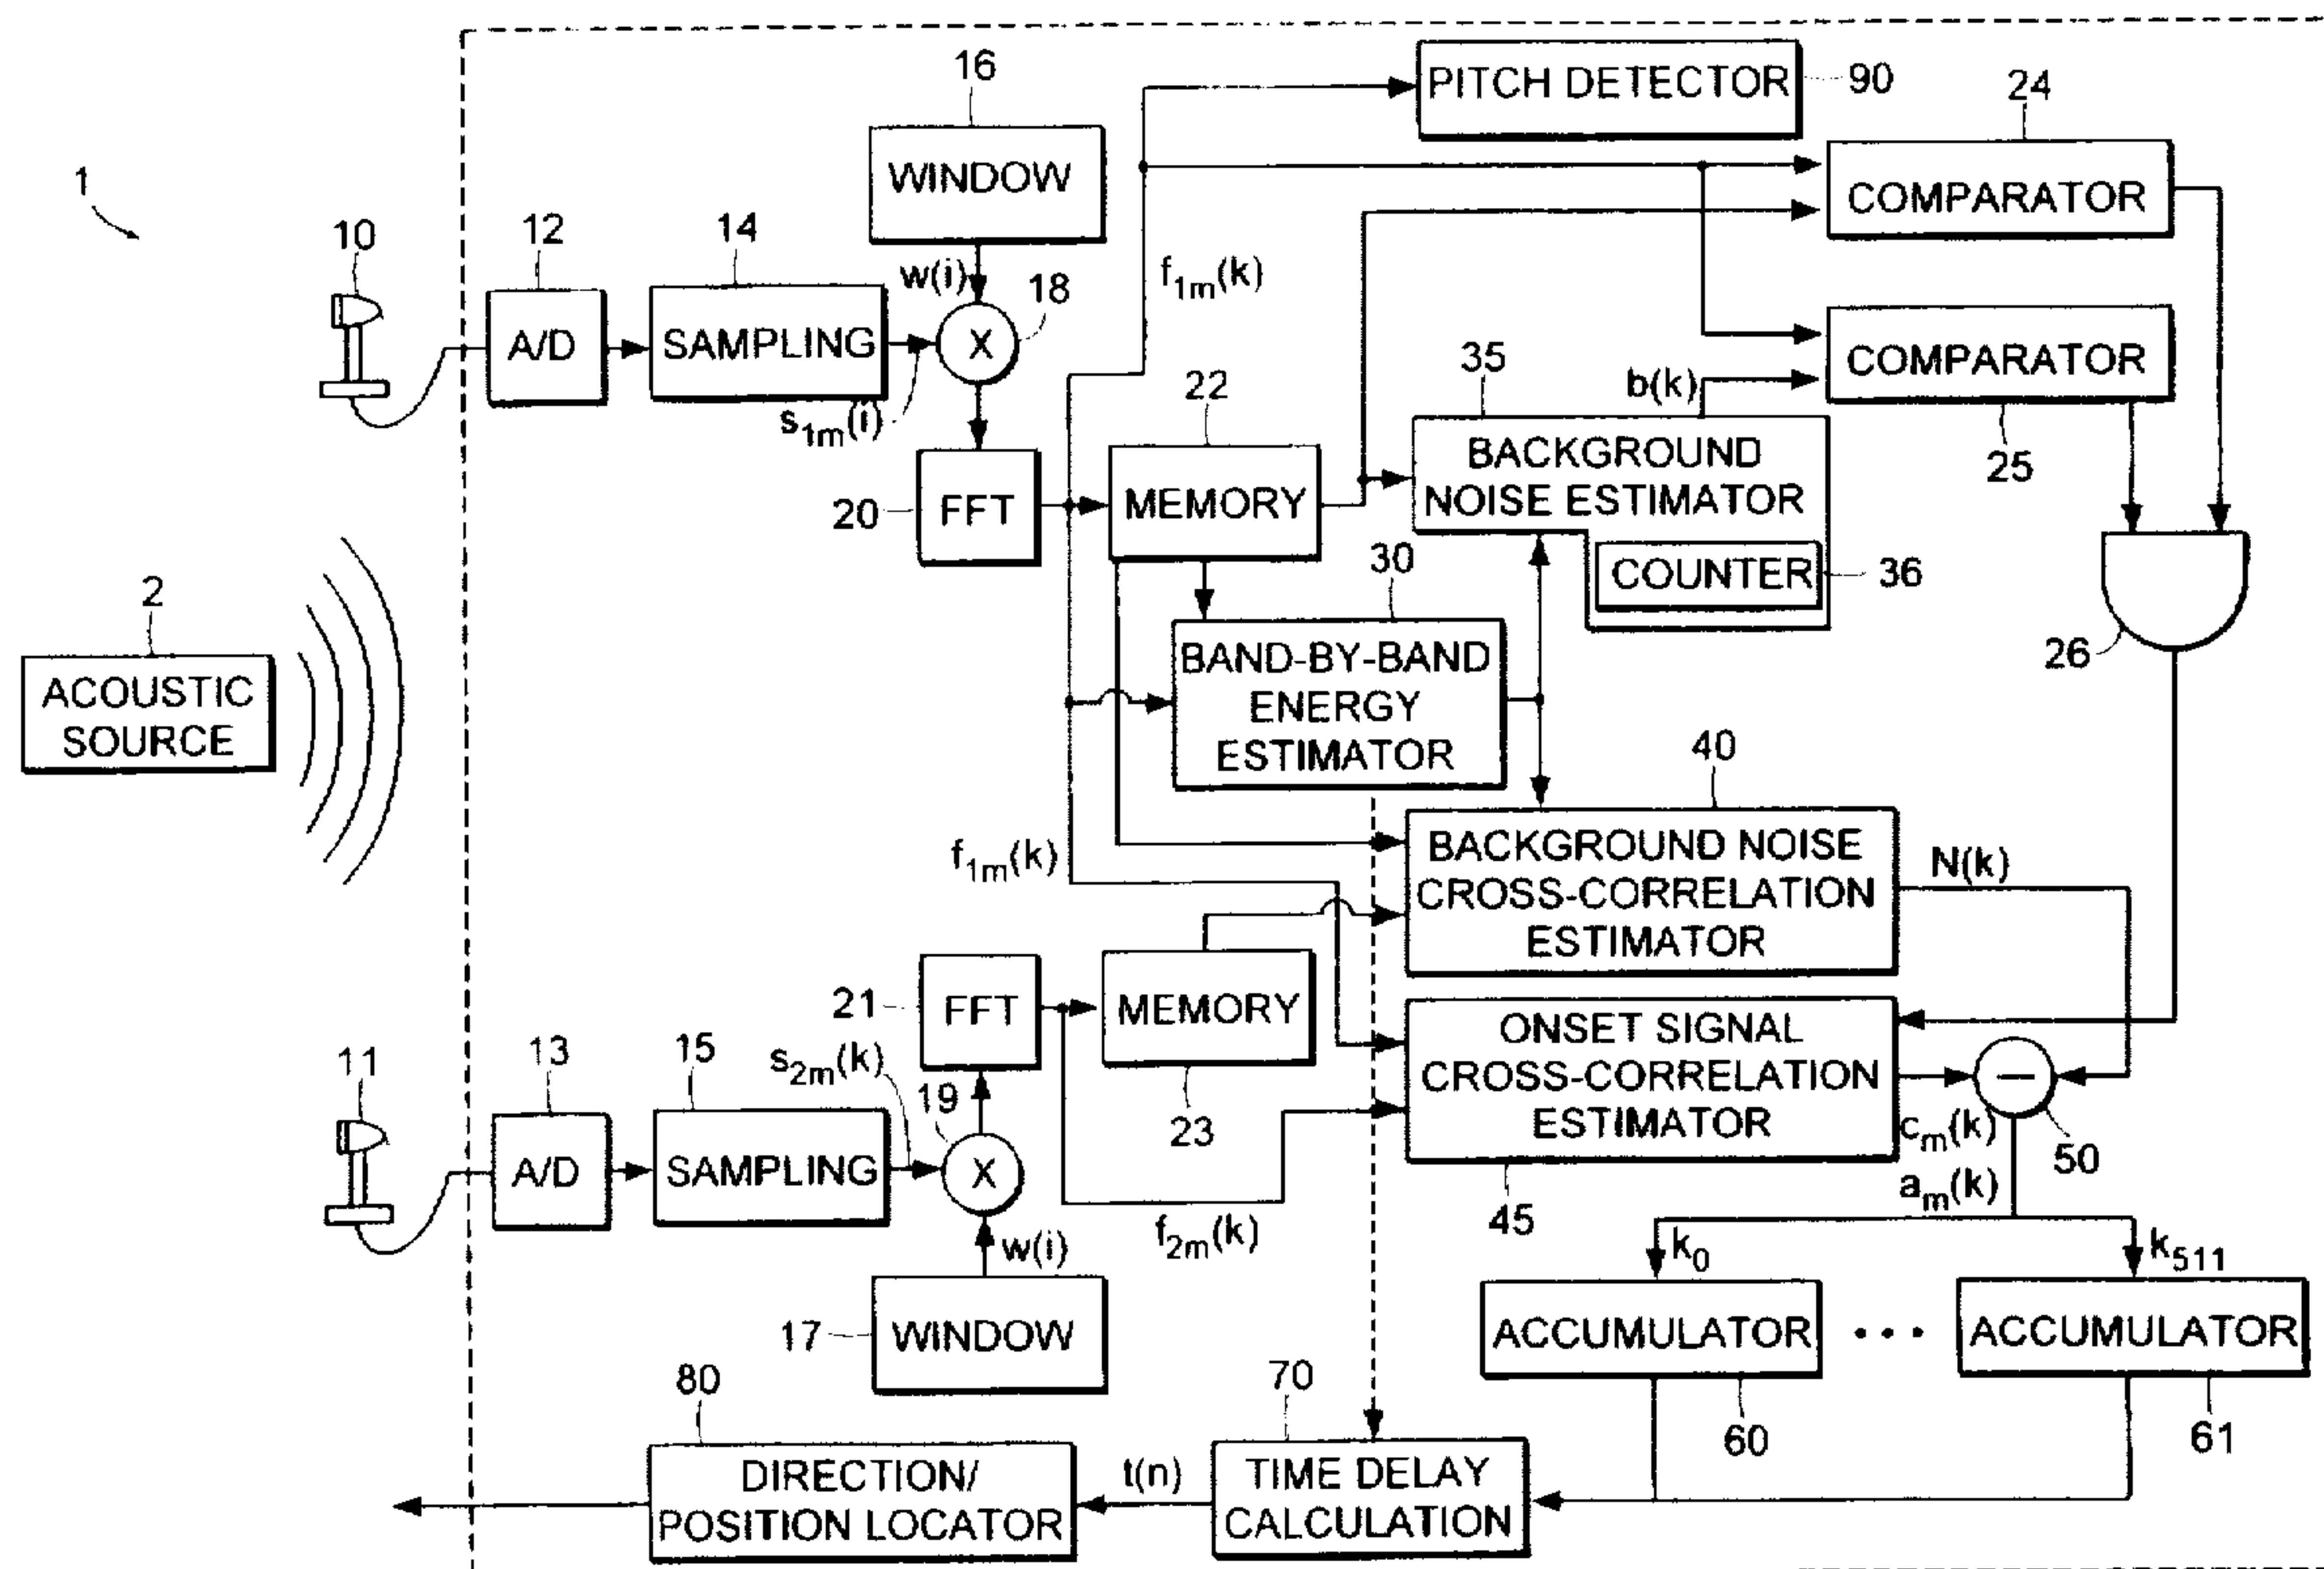 16
PITCH DETECTOR
90
24
WINDOW
1
COMPARATOR
10
12
14
w(i)
18
f1m(k)
A/D
SAMPLING
X
COMPARATOR
35
b(k)
22
s1m(i)
25
BACKGROUND
NOISE ESTIMATOR
20
FFT
MEMORY
30
COUNTER
36
2
26
BAND-BY-BAND
ENERGY
ESTIMATOR
ACOUSTIC
SOURCE
40
f1m(k)
BACKGROUND NOISE
CROSS-CORRELATION
ESTIMATOR
N(k)
21
FFT
MEMORY
ONSET SIGNAL
CROSS-CORRELATION
ESTIMATOR
11
13
15
s2m(k)
19
23
cm(k)
50
A/D
SAMPLING
X
am(k)
45
f2m(k)
w(i)
k0
k511
17
WINDOW
ACCUMULATOR
• • •
ACCUMULATOR
80
70
60
61
DIRECTION/
POSITION LOCATOR
t(n)
TIME DELAY
CALCULATION